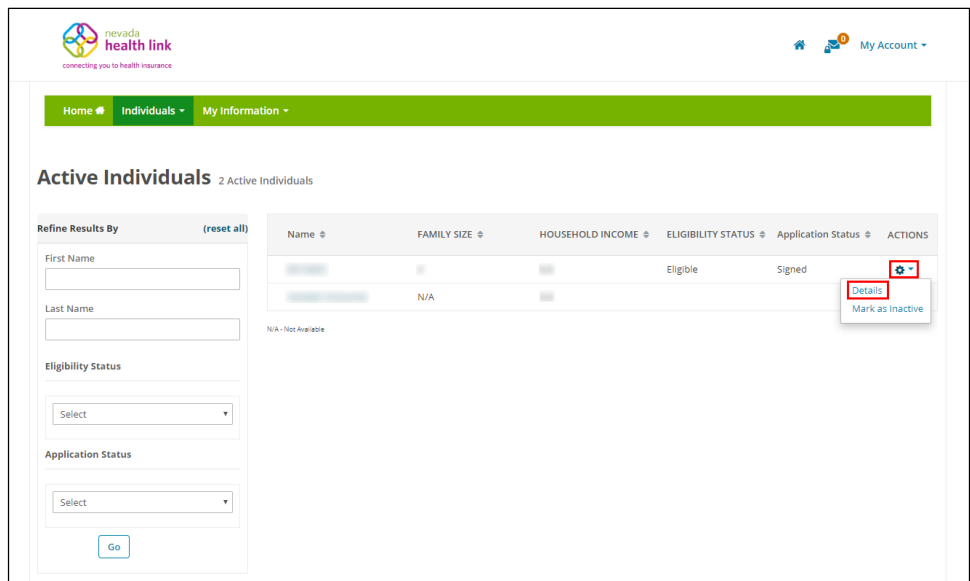 nevada
health link
connecting you to health insurance
0
My Account
Home Individuals My Information
Active Individuals 2 Active Individuals
Refine Results By (reset all)
First Name
Last Name
Eligibility Status
Select
Application Status
Select
Go
Name FAMILY SIZE HOUSEHOLD INCOME ELIGIBILITY STATUS Application Status ACTIONS
Eligible Signed
N/A
Details
Mark as Inactive
N/A - Not Available